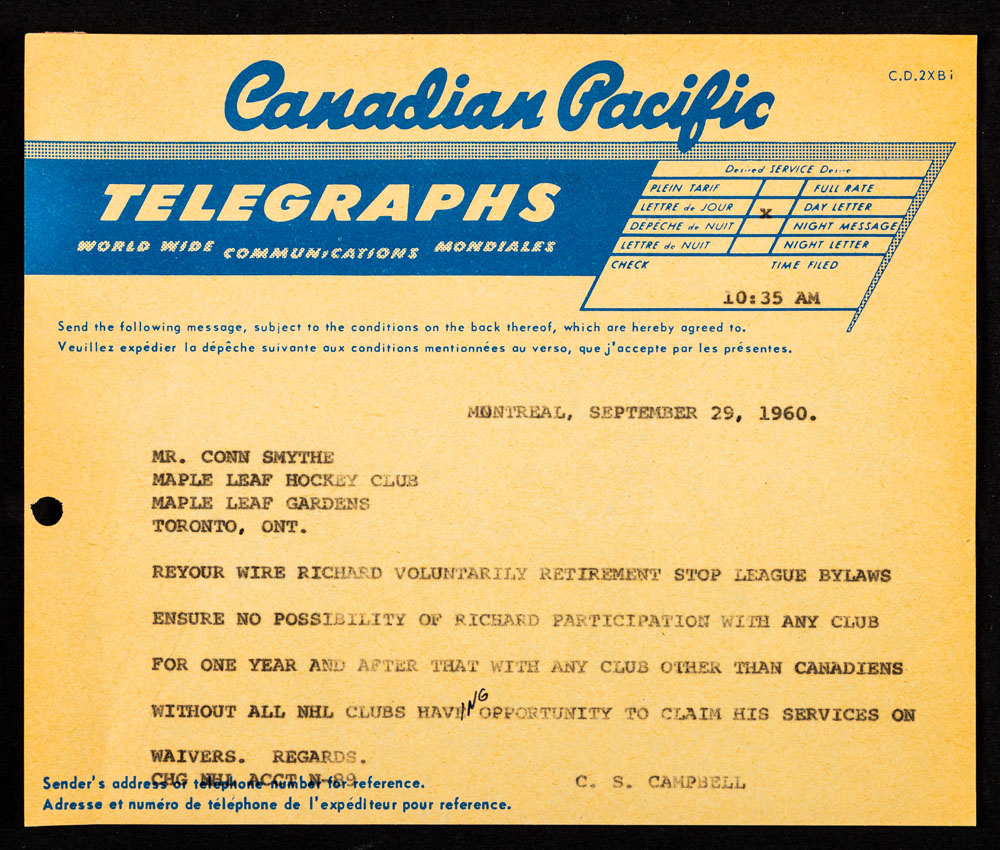 C.D.2XBi
Canadian Pacific
TELEGRAPHS
WORLD WIDE COMMUNICATIONS MONDIALES
Desired SERVICE Desire
PLEIN TARIF FULL RATE
LETTRE de JOUR x DAY LETTER
DÉPÊCHE de NUIT NIGHT MESSAGE
LETTRE de NUIT NIGHT LETTER
CHECK TIME FILED
10:35 AM
Send the following message, subject to the conditions on the back thereof, which are hereby agreed to.
Veuillez expédier la dépêche suivante aux conditions mentionnées au verso, que j'accepte par les présentes.
MONTREAL, SEPTEMBER 29, 1960.
MR. CONN SMYTHE
MAPLE LEAF HOCKEY CLUB
MAPLE LEAF GARDENS
TORONTO, ONT.
REYOUR WIRE RICHARD VOLUNTARILY RETIREMENT STOP LEAGUE BYLAWS
ENSURE NO POSSIBILITY OF RICHARD PARTICIPATION WITH ANY CLUB
FOR ONE YEAR AND AFTER THAT WITH ANY CLUB OTHER THAN CANADIENS
WITHOUT ALL NHL CLUBS HAVING OPPORTUNITY TO CLAIM HIS SERVICES ON
WAIVERS. REGARDS.
CHG NHL ACCT N-89 C. S. CAMPBELL
Sender's address or telephone number for reference.
Adresse et numéro de téléphone de l'expéditeur pour reference.